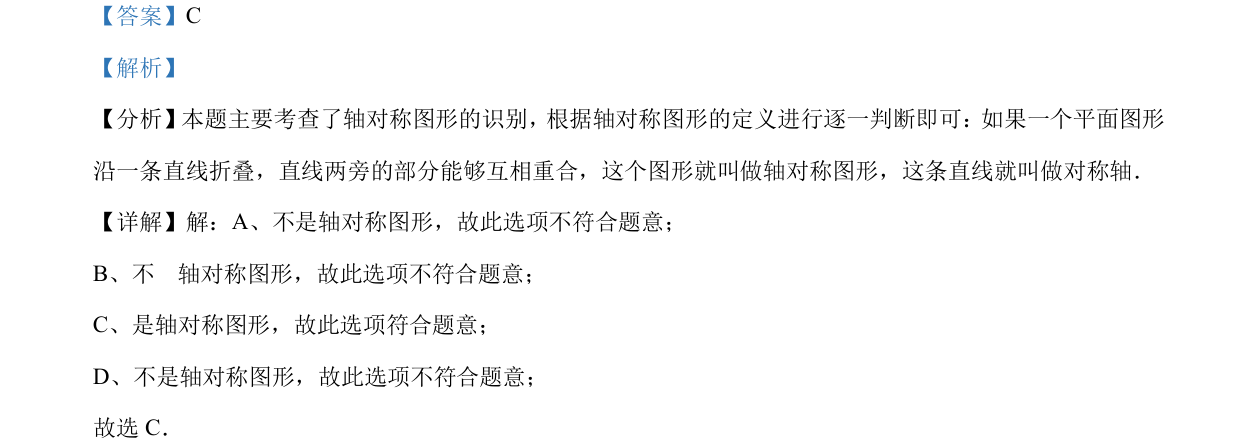 【答案】C
【解析】
【分析】本题主要考查了轴对称图形的识别，根据轴对称图形的定义进行逐一判断即可：如果一个平面图形
沿一条直线折叠，直线两旁的部分能够互相重合，这个图形就叫做轴对称图形，这条直线就叫做对称轴．
【详解】解：A、不是轴对称图形，故此选项不符合题意；
B、不　轴对称图形，故此选项不符合题意；
C、是轴对称图形，故此选项符合题意；
D、不是轴对称图形，故此选项不符合题意；
故选 C．